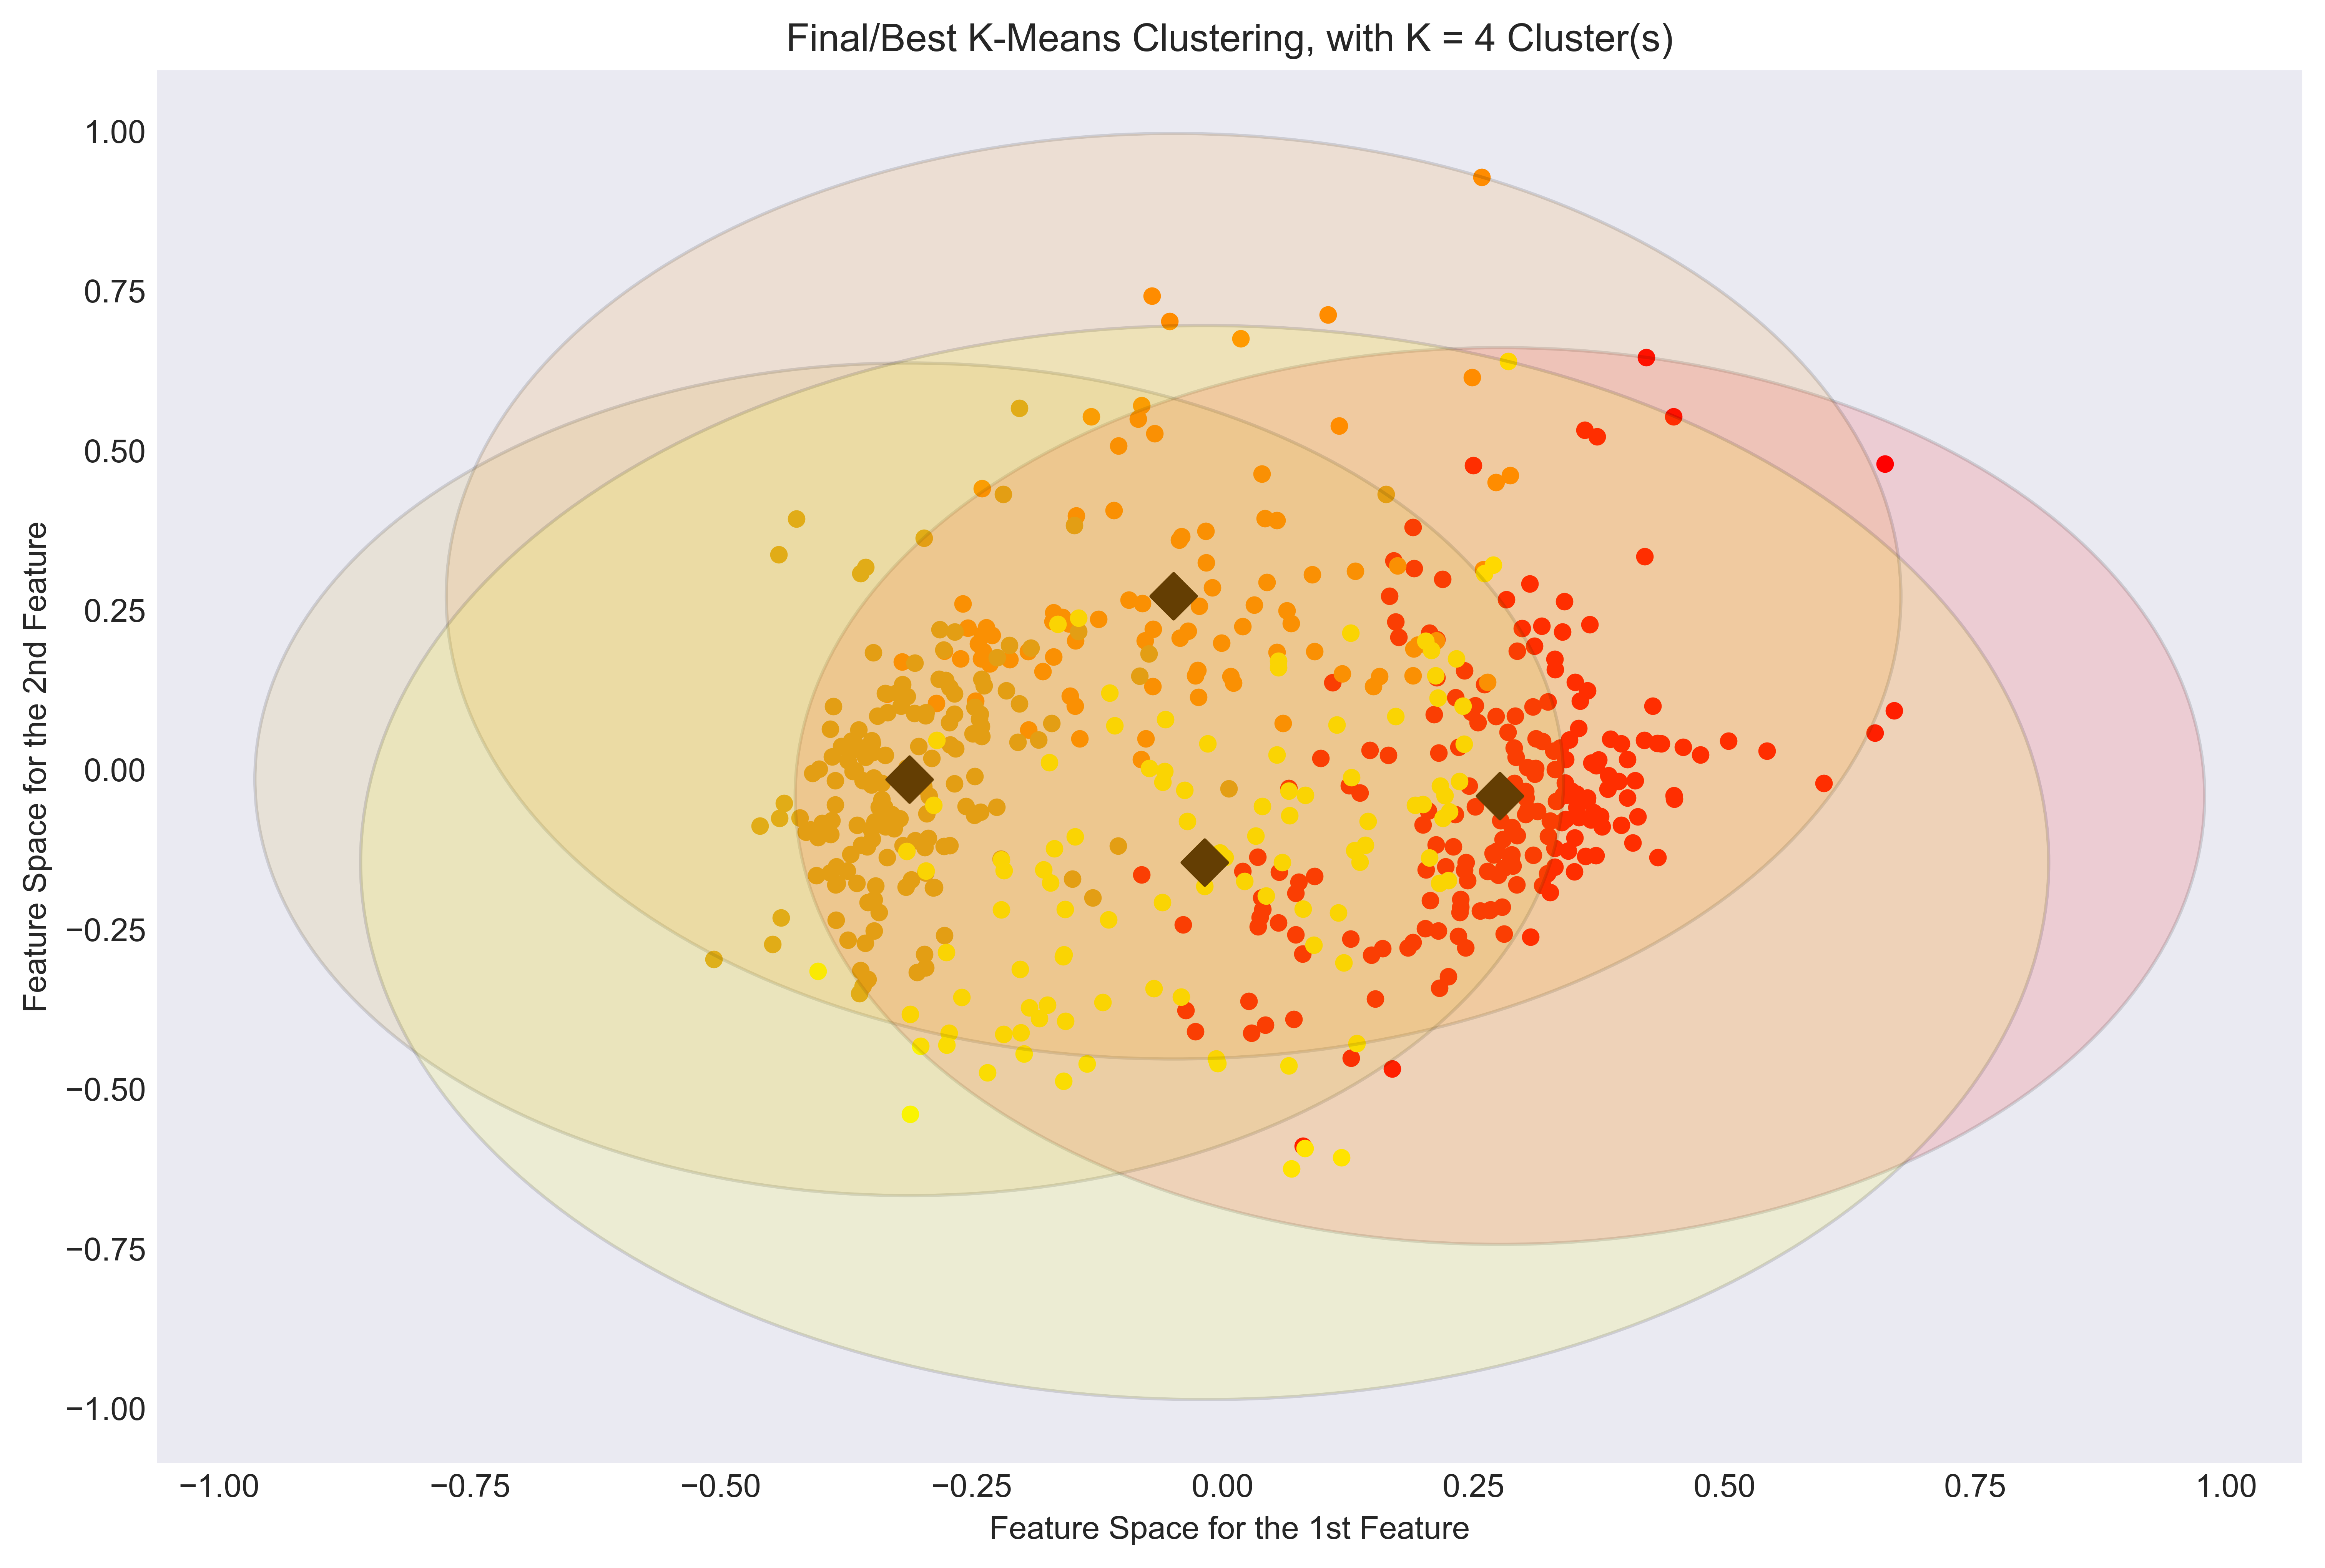 Final/Best K-Means Clustering, with K = 4 Cluster(s)
1.00
0.75
0.50
0.25
0.00
−0.25
−0.50
−0.75
−1.00
Feature Space for the 2nd Feature
−1.00 −0.75 −0.50 −0.25 0.00 0.25 0.50 0.75 1.00
Feature Space for the 1st Feature